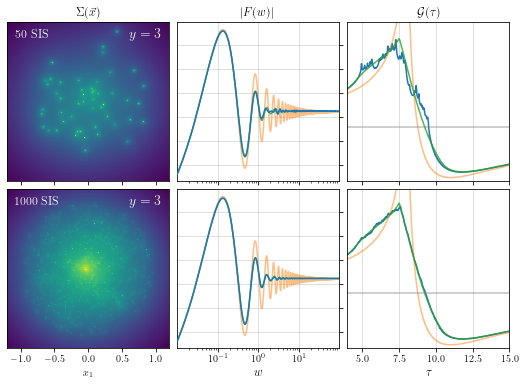 Σ(x⃗) |F(w)| 𝒢(τ)
50 SIS y = 3
1000 SIS y = 3
−1.0 −0.5 0.0 0.5 1.0 10⁻¹ 10⁰ 10¹ 5.0 7.5 10.0 12.5 15.0
x₁ w τ